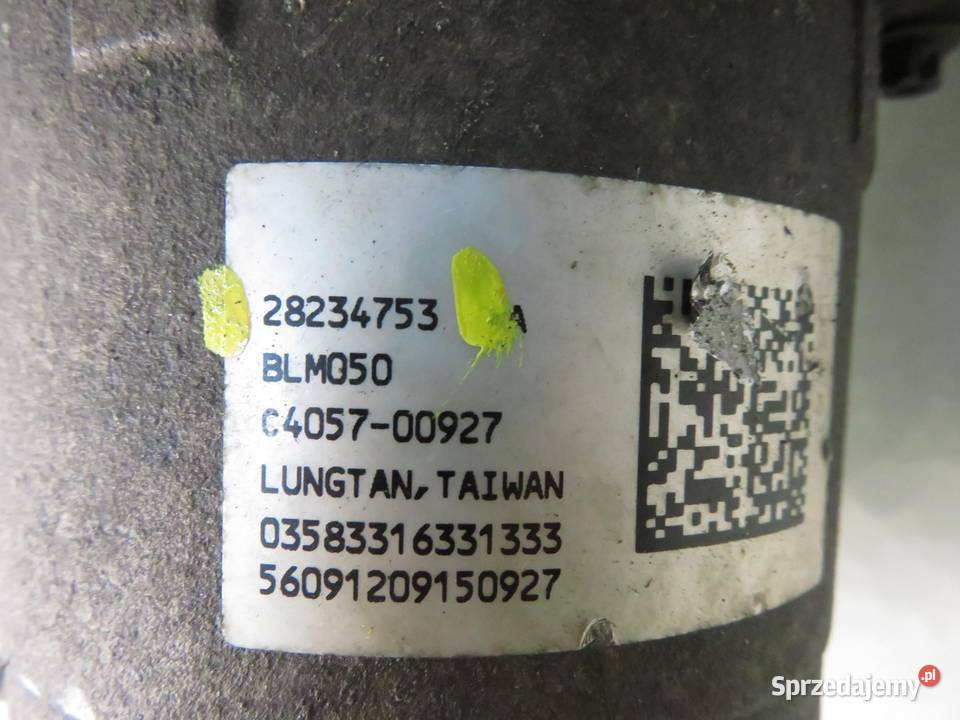 28234753 A
BLM050
C4057-00927
LUNGTAN, TAIWAN
03583316331333
56091209150927
Sprzedajemy.pl